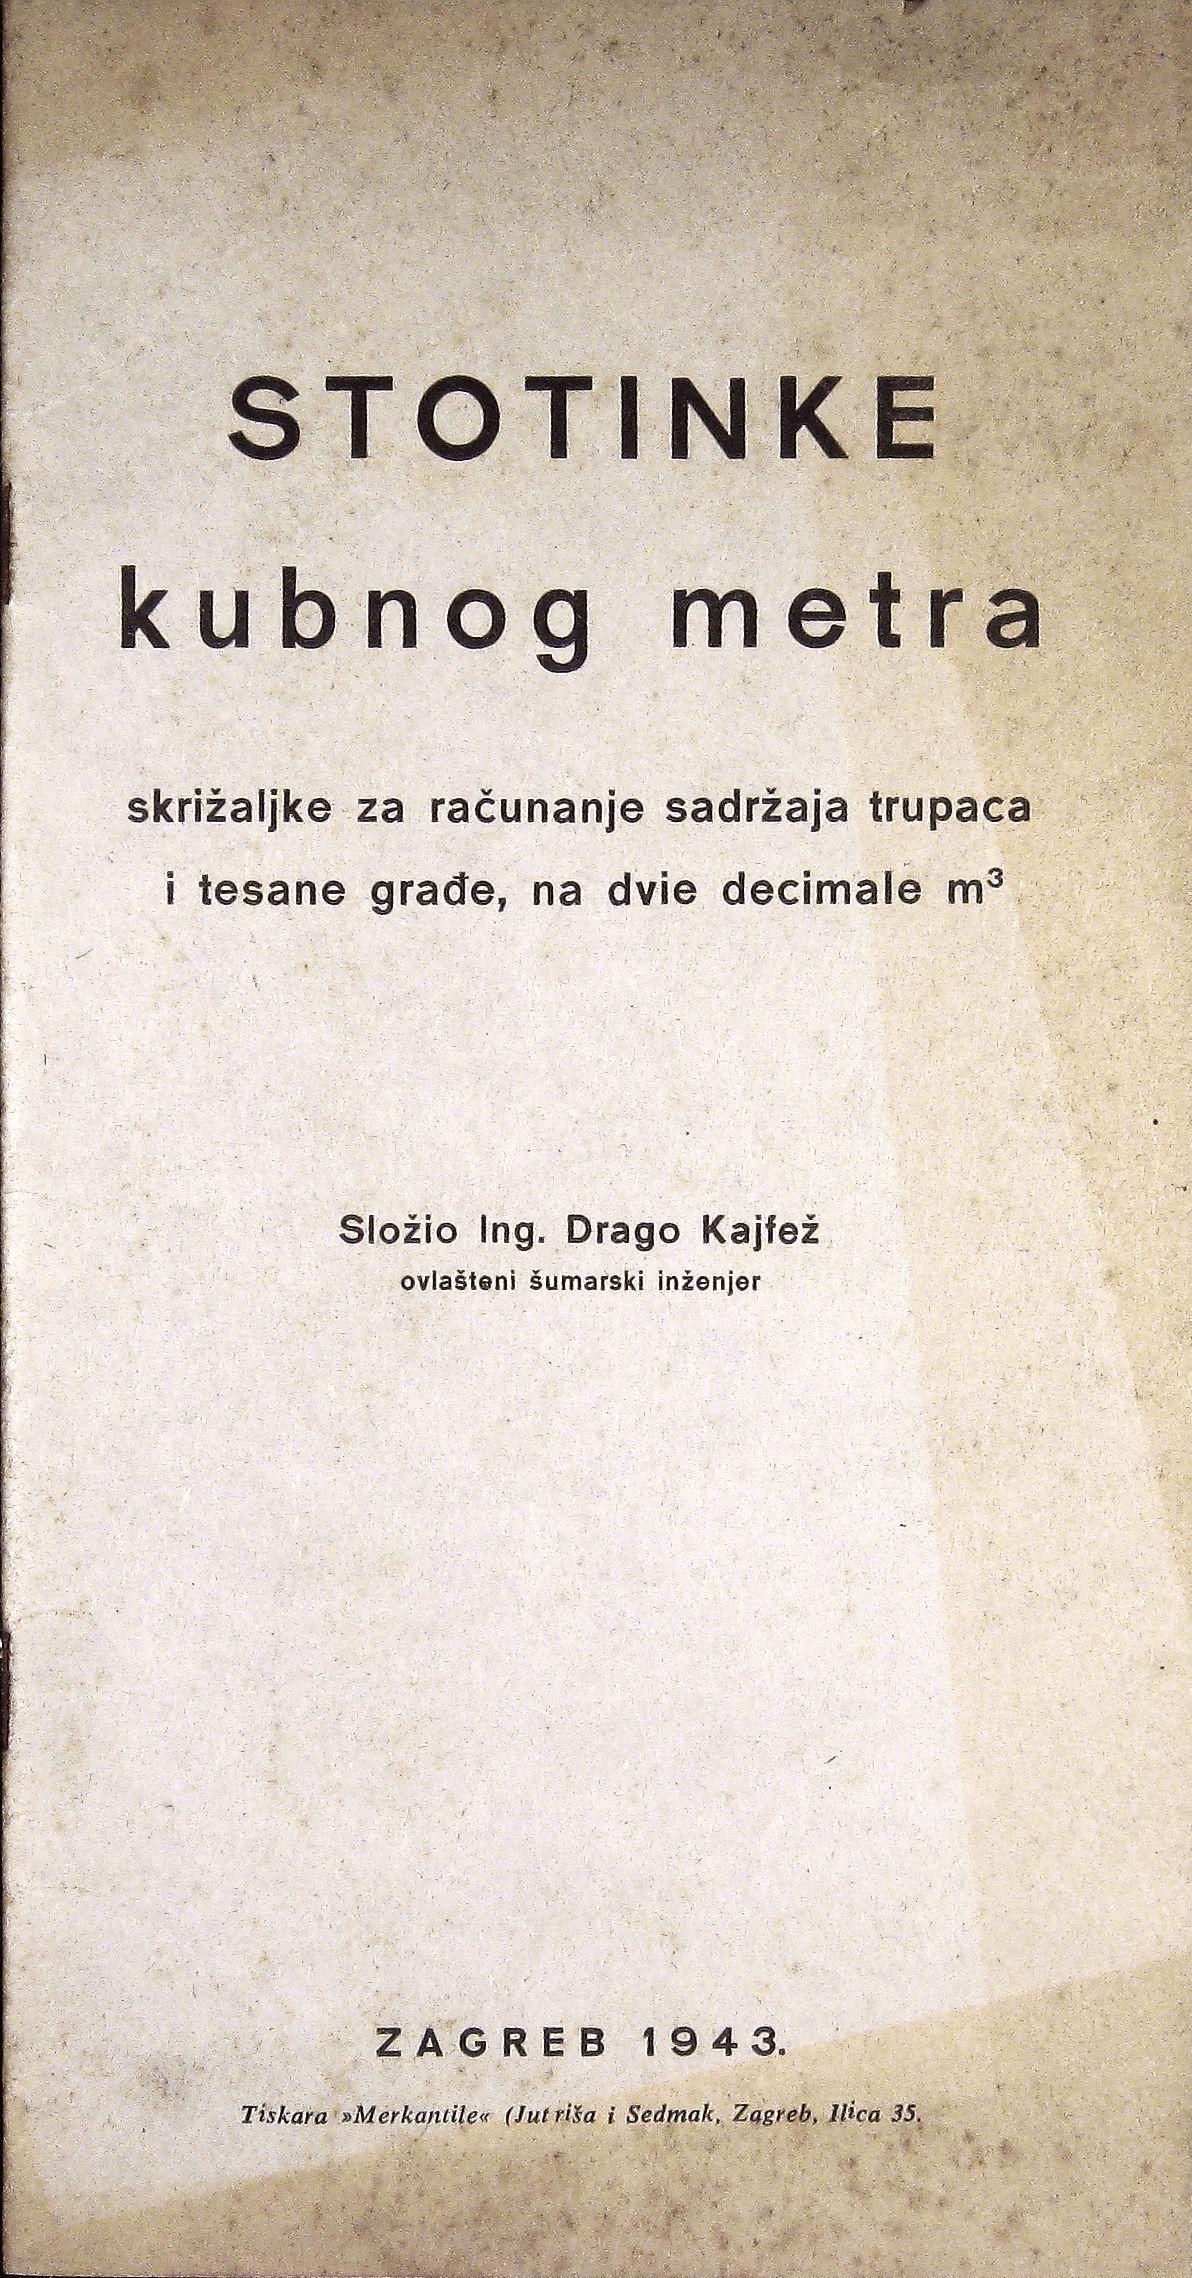 STOTINKE
kubnog metra
skrižaljke za računanje sadržaja trupaca
i tesane građe, na dvie decimale m³
Složio Ing. Drago Kajfež
ovlašteni šumarski inženjer
ZAGREB 1943.
Tiskara »Merkantile« (Jutriša i Sedmak, Zagreb, Ilica 35.